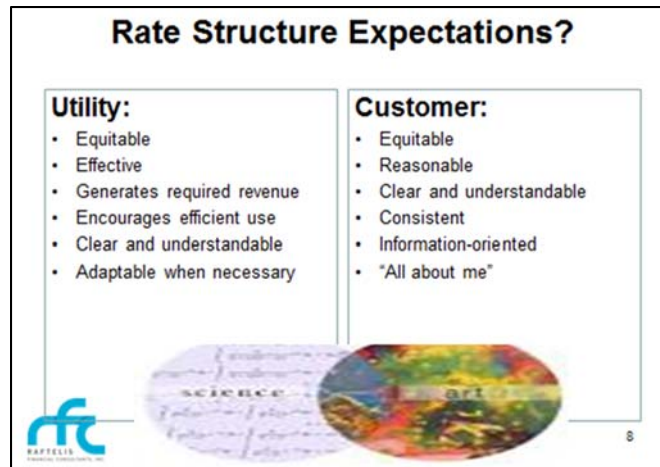 Rate Structure Expectations?
Utility:
• Equitable
• Effective
• Generates required revenue
• Encourages efficient use
• Clear and understandable
• Adaptable when necessary
Customer:
• Equitable
• Reasonable
• Clear and understandable
• Consistent
• Information-oriented
• “All about me”
science
art
rfc
RAFTELIS
FINANCIAL CONSULTANTS, INC.
8